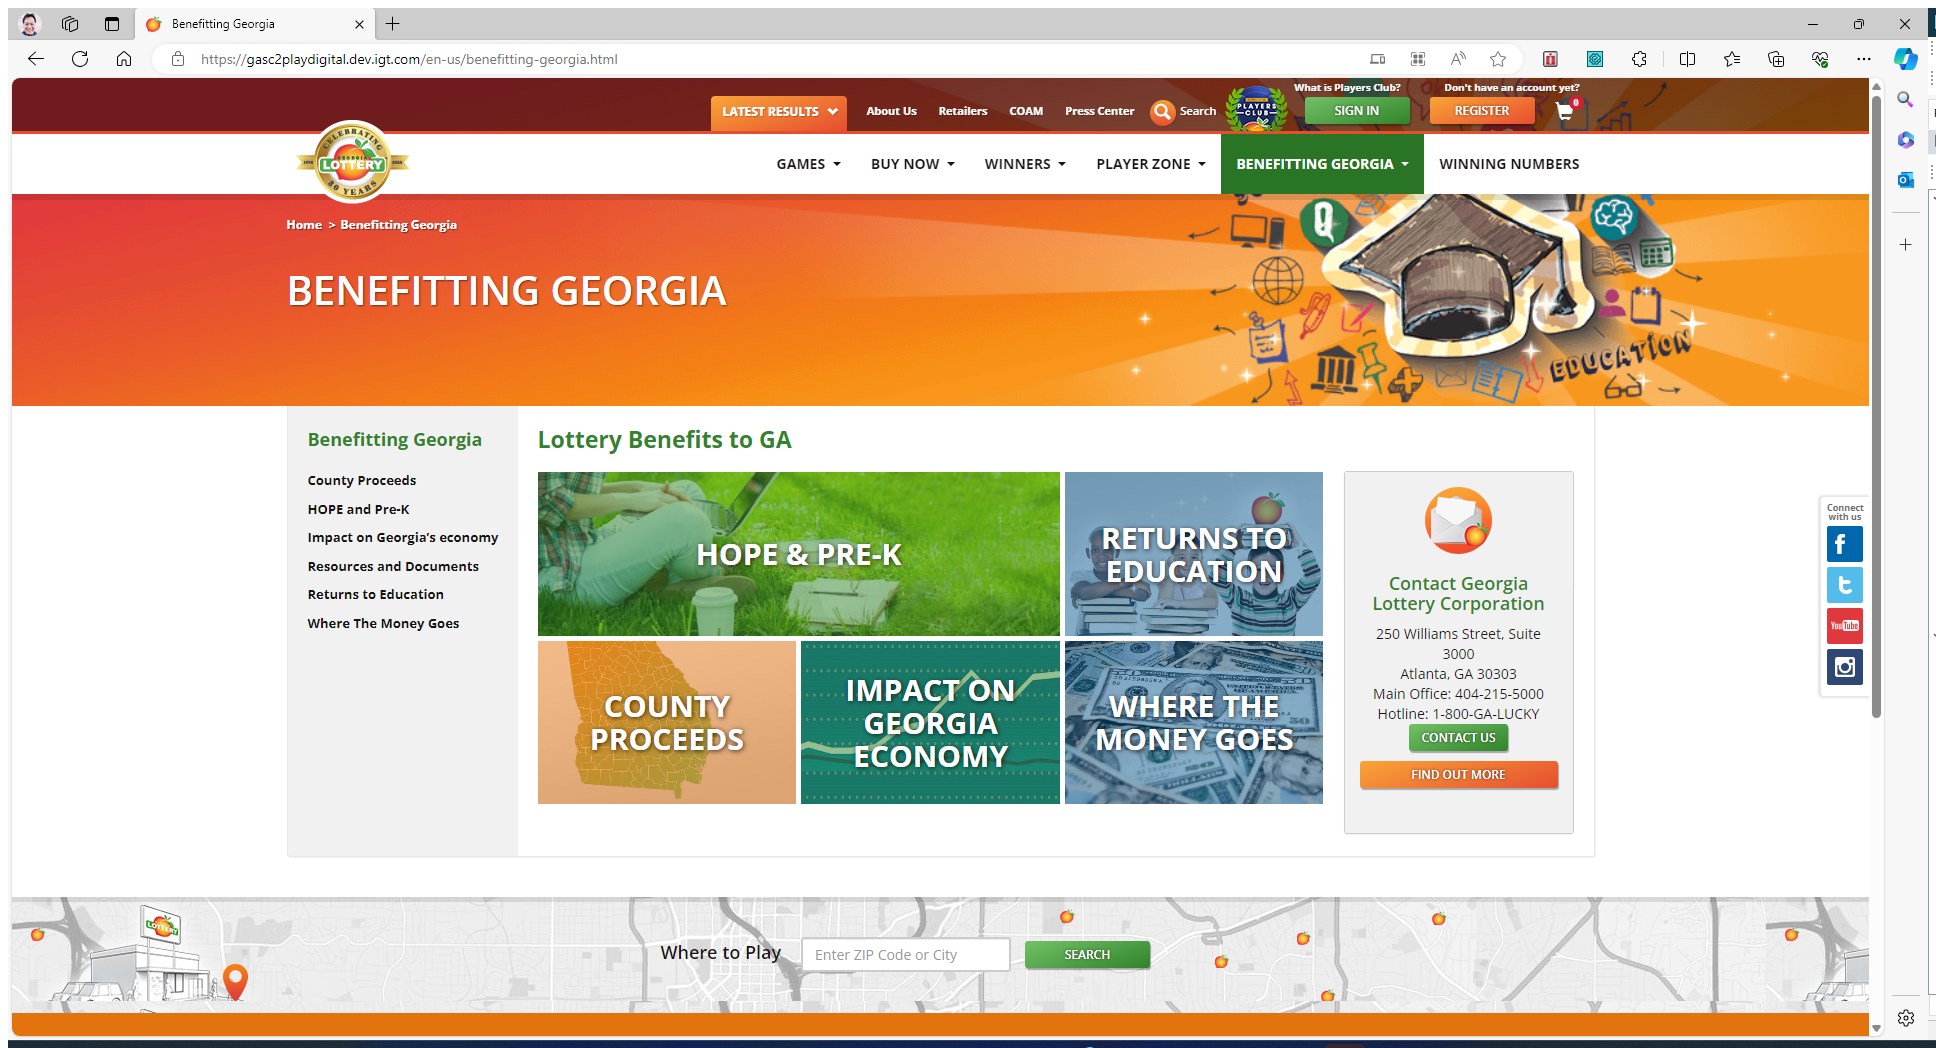 Benefitting Georgia
https://gasc2playdigital.dev.igt.com/en-us/benefitting-georgia.html
What is Players Club?
Don't have an account yet?
LATEST RESULTS
About Us
Retailers
COAM
Press Center
Search
PLAYERS
CLUB
SIGN IN
REGISTER
0
CELEBRATING
GEORGIA
LOTTERY
30 YEARS
GAMES
BUY NOW
WINNERS
PLAYER ZONE
BENEFITTING GEORGIA
WINNING NUMBERS
Home > Benefitting Georgia
BENEFITTING GEORGIA
Q
EDUCATION
Benefitting Georgia
County Proceeds
HOPE and Pre-K
Impact on Georgia's economy
Resources and Documents
Returns to Education
Where The Money Goes
Lottery Benefits to GA
HOPE & PRE-K
RETURNS TO
EDUCATION
COUNTY
PROCEEDS
IMPACT ON
GEORGIA
ECONOMY
WHERE THE
MONEY GOES
Contact Georgia
Lottery Corporation
250 Williams Street, Suite
3000
Atlanta, GA 30303
Main Office: 404-215-5000
Hotline: 1-800-GA-LUCKY
CONTACT US
FIND OUT MORE
Connect
with us
You Tube
LOTTERY
Where to Play
Enter ZIP Code or City
SEARCH